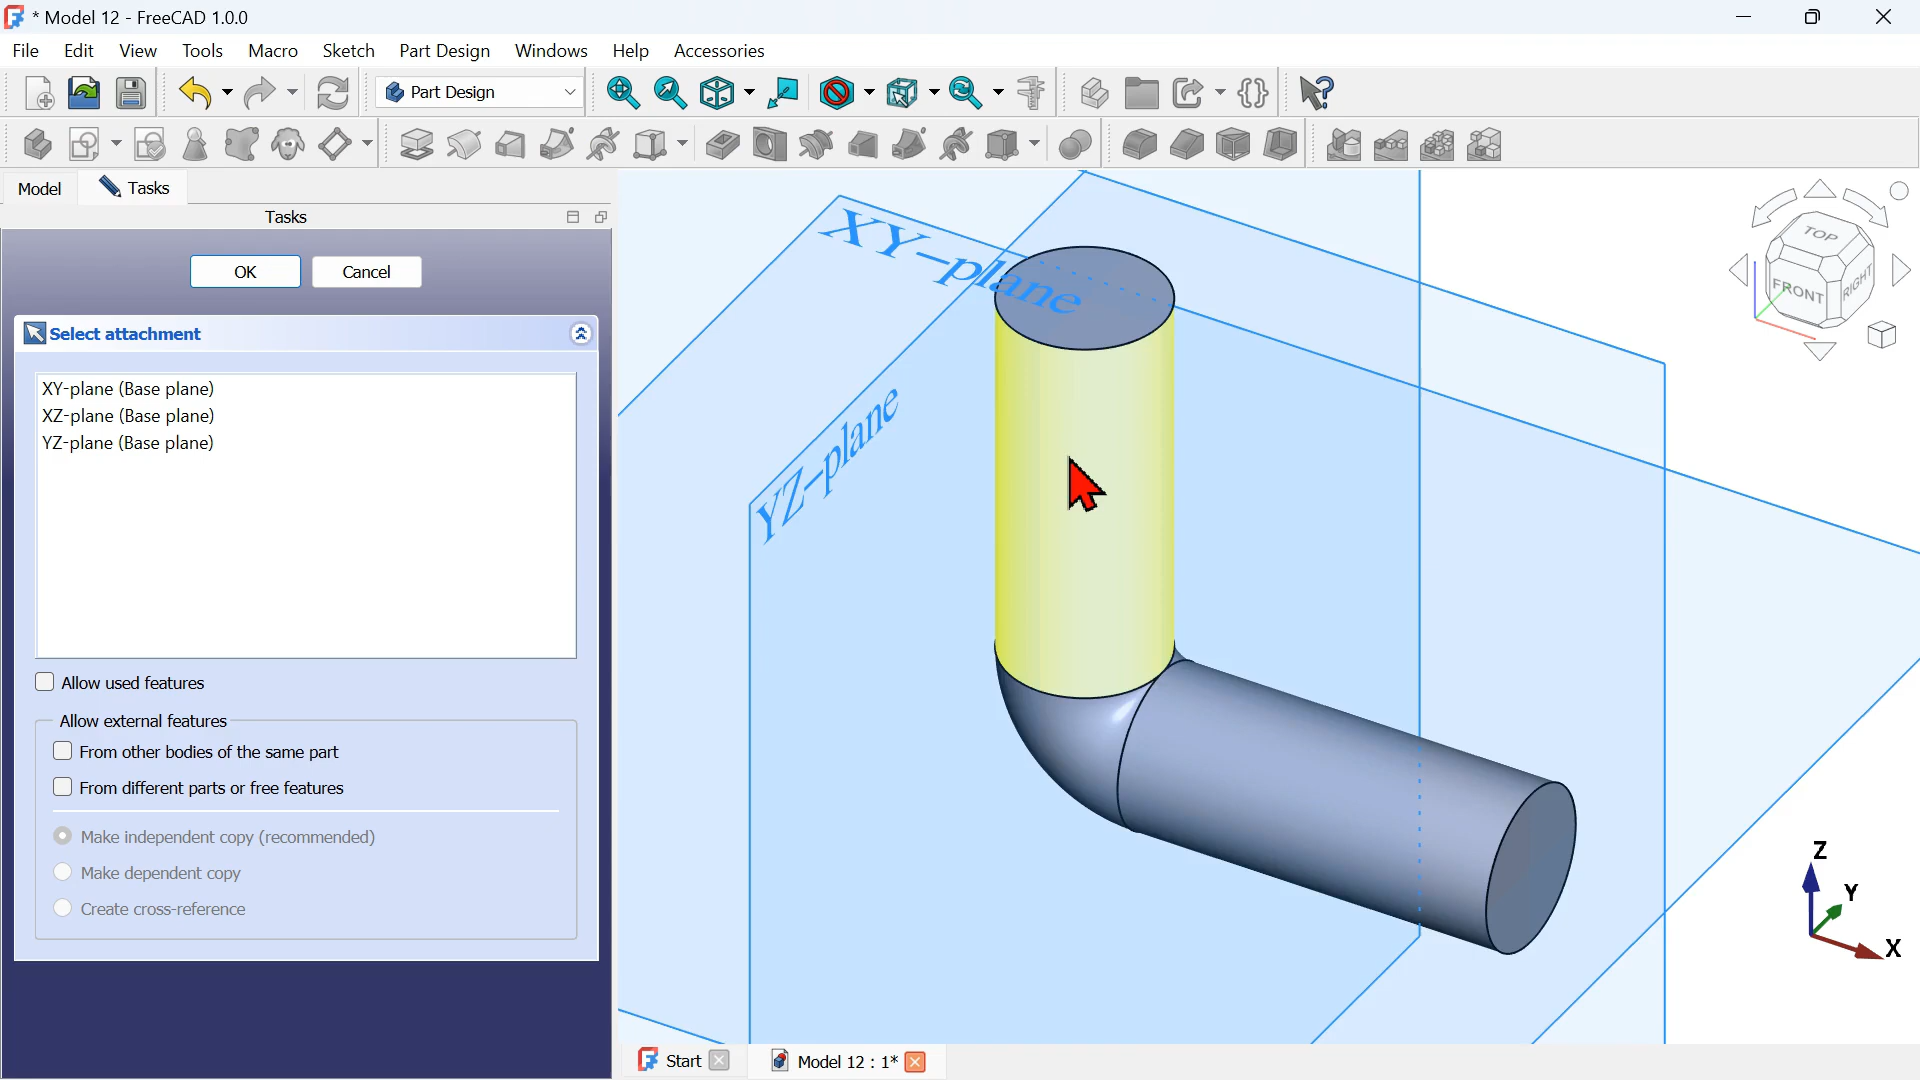 * Model 12 - FreeCAD 1.0.0
File Edit View Tools Macro Sketch Part Design Windows Help Accessories
Part Design
Model Tasks
Tasks
OK Cancel
Select attachment
XY-plane (Base plane)
XZ-plane (Base plane)
YZ-plane (Base plane)
Allow used features
Allow external features
From other bodies of the same part
From different parts or free features
Make independent copy (recommended)
Make dependent copy
Create cross-reference
XY-plane
YZ-plane
TOP
FRONT
RIGHT
Z
Y
X
Start
Model 12 : 1*